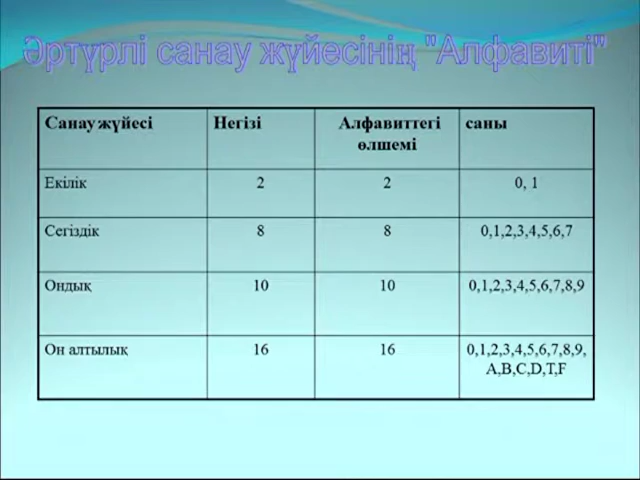 Әртүрлі санау жүйесінің "Алфавиті"
Санау жүйесі Негізі Алфавиттегі өлшемі саны
Екілік 2 2 0, 1
Сегіздік 8 8 0,1,2,3,4,5,6,7
Ондық 10 10 0,1,2,3,4,5,6,7,8,9
Он алтылық 16 16 0,1,2,3,4,5,6,7,8,9,
A,B,C,D,T,F